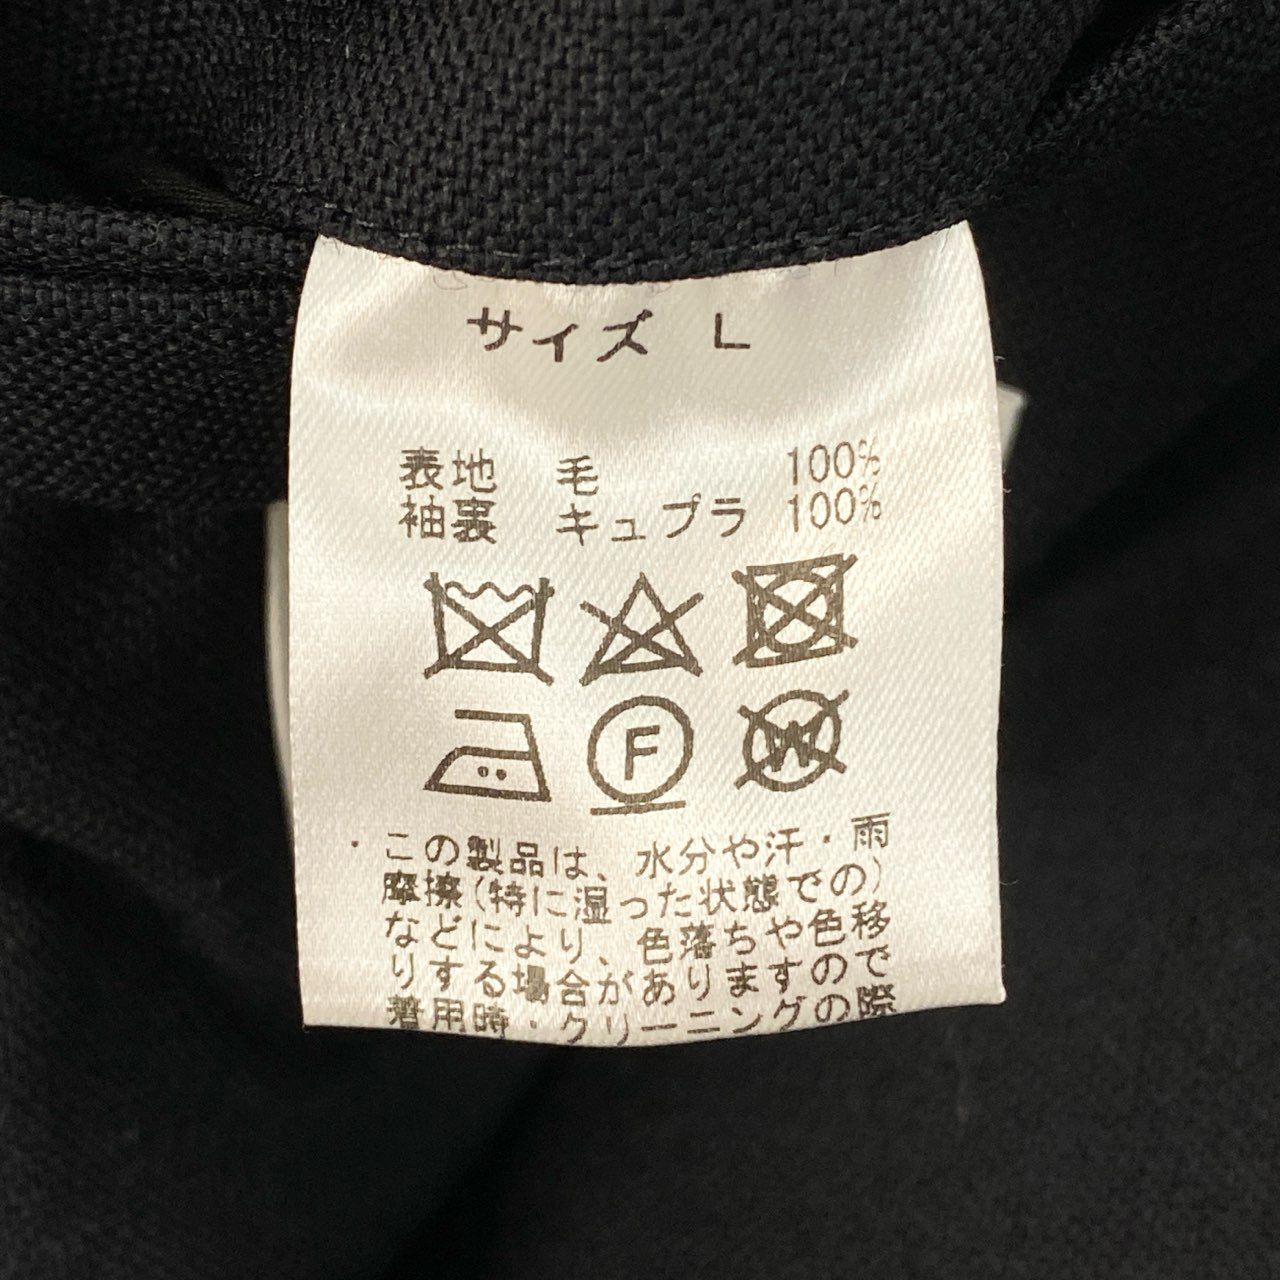 サイズ L
表地 毛 100%
袖裏 キュプラ 100%
W
F
・この製品は、水分や汗・雨
摩擦(特に湿った状態での)
などにより、色落ちや色移
りする場合がありますので
着用時・クリーニングの際